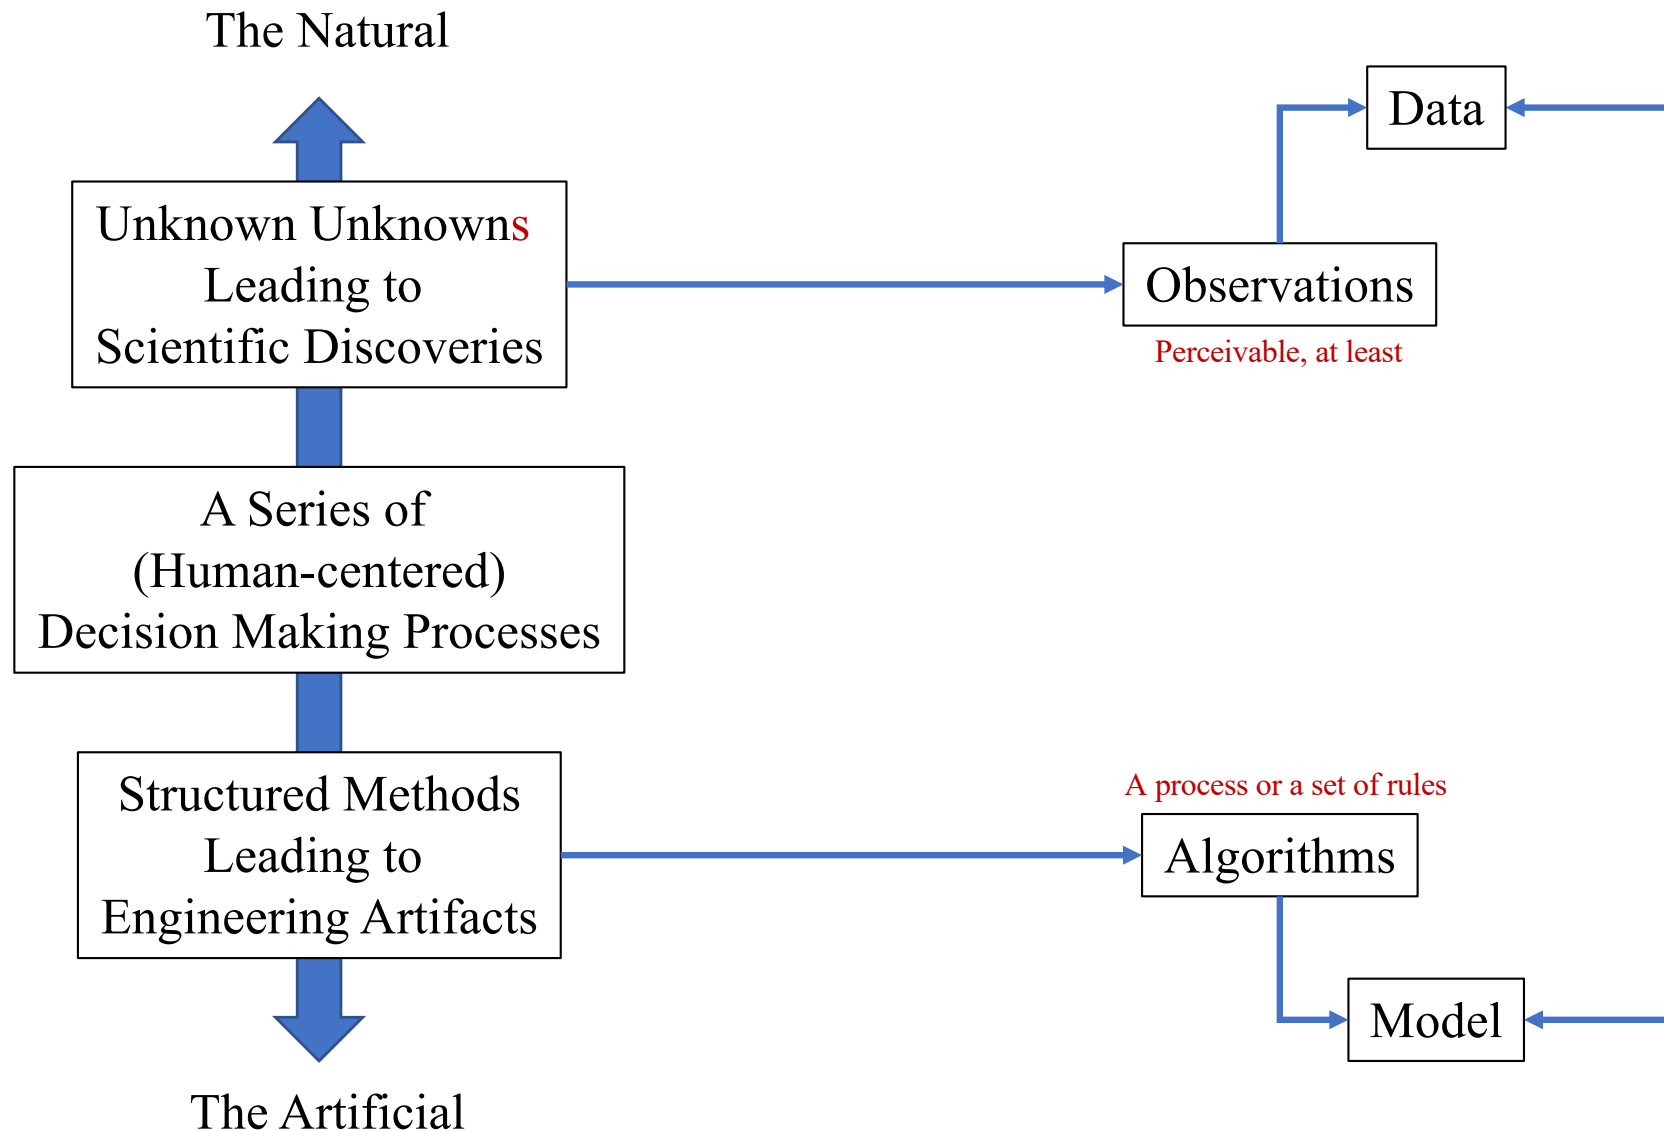 The Natural
Unknown Unknowns
Leading to
Scientific Discoveries
A Series of
(Human-centered)
Decision Making Processes
Structured Methods
Leading to
Engineering Artifacts
The Artificial
Data
Observations
Perceivable, at least
A process or a set of rules
Algorithms
Model